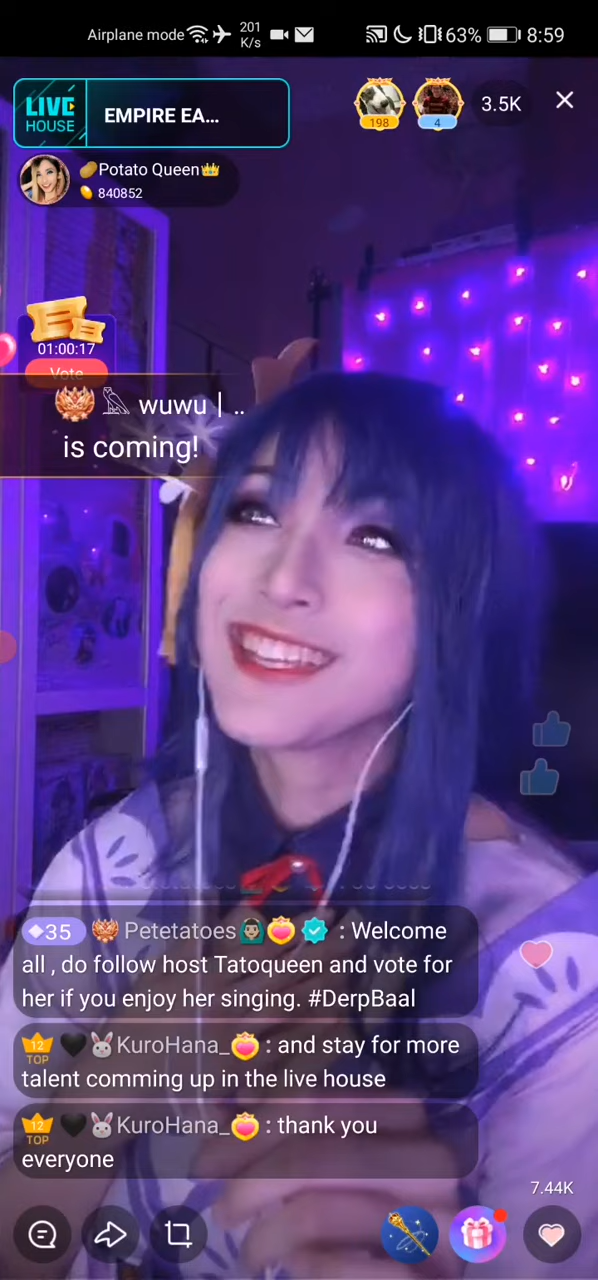 Airplane mode 201 K/s 63% 8:59
LIVE HOUSE EMPIRE EA... 198 4 3.5K
🥔Potato Queen👑
840852
01:00:17
Vote
wuwu | ..
is coming!
35 Petetatoes : Welcome
all , do follow host Tatoqueen and vote for
her if you enjoy her singing. #DerpBaal
12 TOP 🖤🐰KuroHana_ : and stay for more
talent comming up in the live house
12 TOP 🖤🐰KuroHana_ : thank you
everyone
7.44K